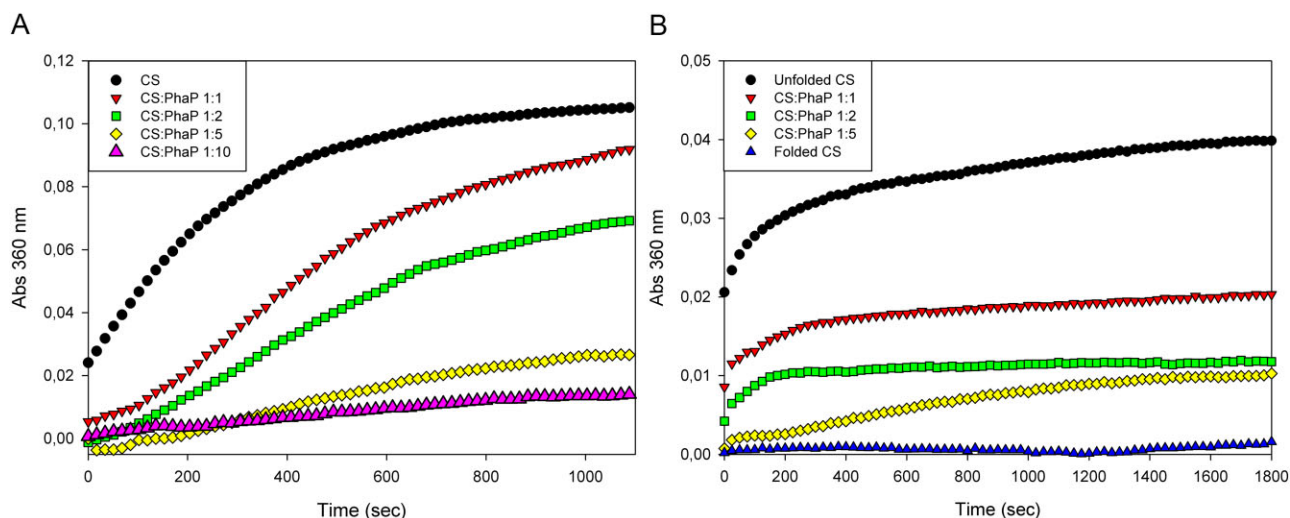 A
0,12
0,10
0,08
0,06
0,04
0,02
0,00
Abs 360 nm
CS
CS:PhaP 1:1
CS:PhaP 1:2
CS:PhaP 1:5
CS:PhaP 1:10
0 200 400 600 800 1000
Time (sec)
B
0,05
0,04
0,03
0,02
0,01
0,00
Abs 360 nm
Unfolded CS
CS:PhaP 1:1
CS:PhaP 1:2
CS:PhaP 1:5
Folded CS
0 200 400 600 800 1000 1200 1400 1600 1800
Time (sec)